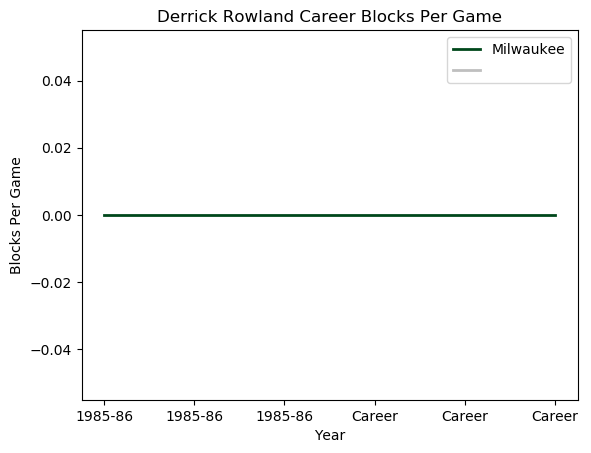 Derrick Rowland Career Blocks Per Game
Milwaukee
Blocks Per Game
0.04
0.02
0.00
−0.02
−0.04
1985-86 1985-86 1985-86 Career Career Career
Year